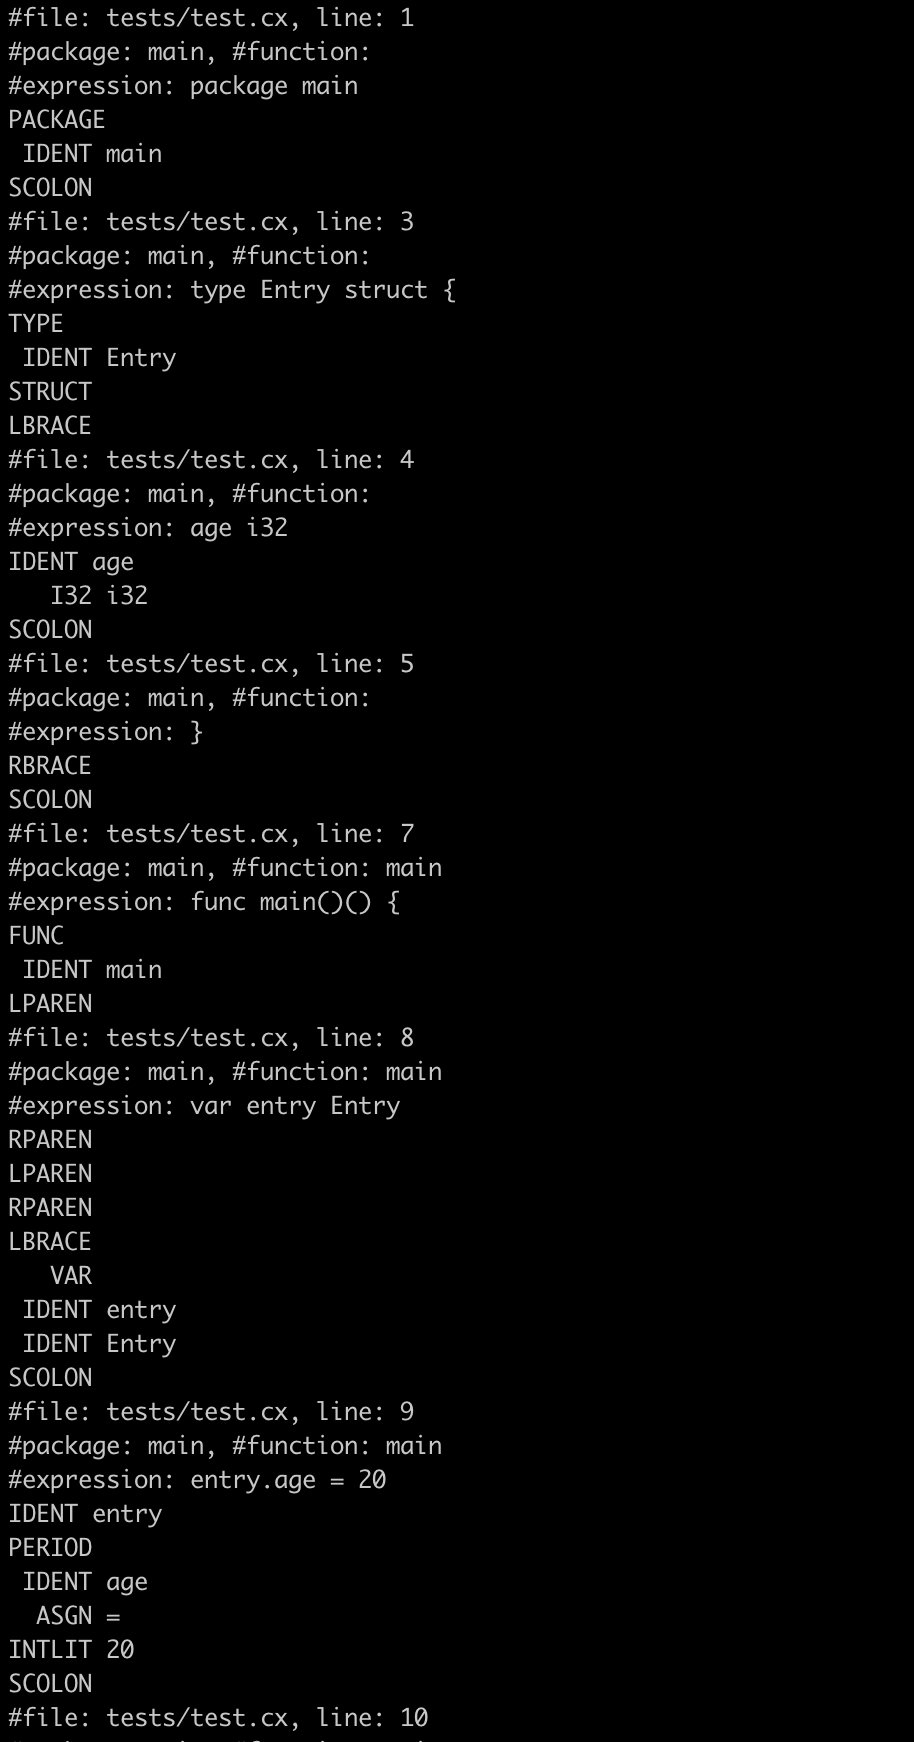 #file: tests/test.cx, line: 1
#package: main, #function:
#expression: package main
PACKAGE
 IDENT main
SCOLON
#file: tests/test.cx, line: 3
#package: main, #function:
#expression: type Entry struct {
TYPE
 IDENT Entry
STRUCT
LBRACE
#file: tests/test.cx, line: 4
#package: main, #function:
#expression: age i32
IDENT age
   I32 i32
SCOLON
#file: tests/test.cx, line: 5
#package: main, #function:
#expression: }
RBRACE
SCOLON
#file: tests/test.cx, line: 7
#package: main, #function: main
#expression: func main()() {
FUNC
 IDENT main
LPAREN
#file: tests/test.cx, line: 8
#package: main, #function: main
#expression: var entry Entry
RPAREN
LPAREN
RPAREN
LBRACE
   VAR
 IDENT entry
 IDENT Entry
SCOLON
#file: tests/test.cx, line: 9
#package: main, #function: main
#expression: entry.age = 20
IDENT entry
PERIOD
 IDENT age
  ASGN =
INTLIT 20
SCOLON
#file: tests/test.cx, line: 10